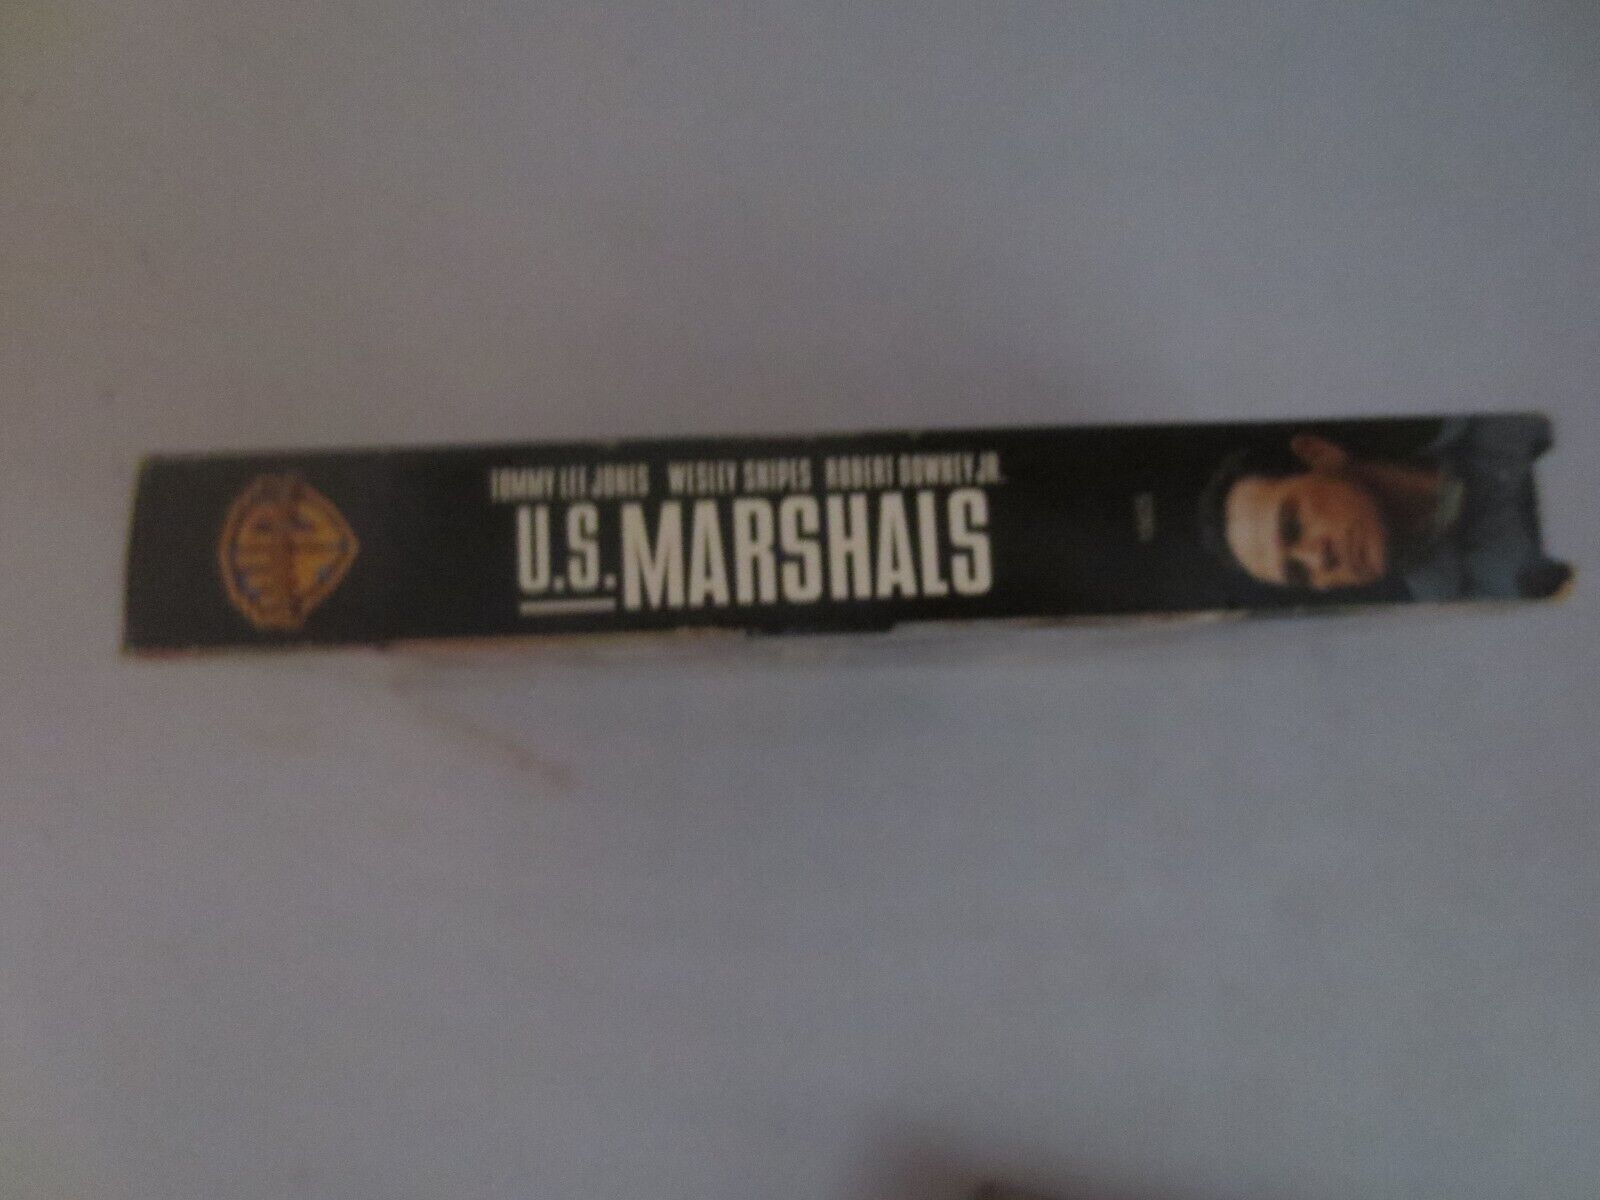 TOMMY LEE JONES WESLEY SNIPES ROBERT DOWNEY JR.
U.S. MARSHALS